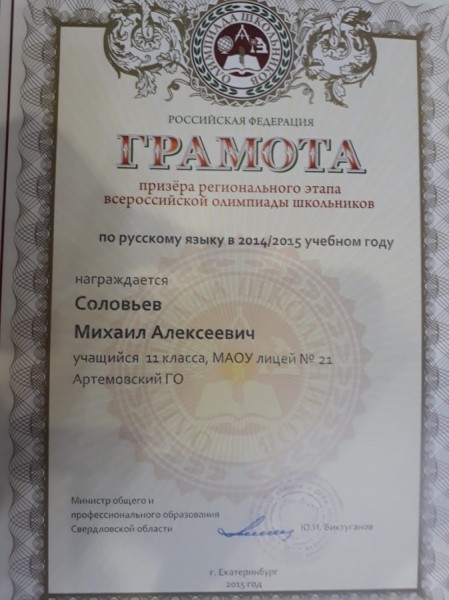 ОЛИМПИАДА ШКОЛЬНИКОВ
РОССИЙСКАЯ ФЕДЕРАЦИЯ
ГРАМОТА
призёра регионального этапа
всероссийской олимпиады школьников
по русскому языку в 2014/2015 учебном году
награждается
Соловьев
Михаил Алексеевич
учащийся 11 класса, МАОУ лицей № 21
Артемовский ГО
Министр общего и
профессионального образования
Свердловской области
Ю.И. Биктуганов
г. Екатеринбург
2015 год